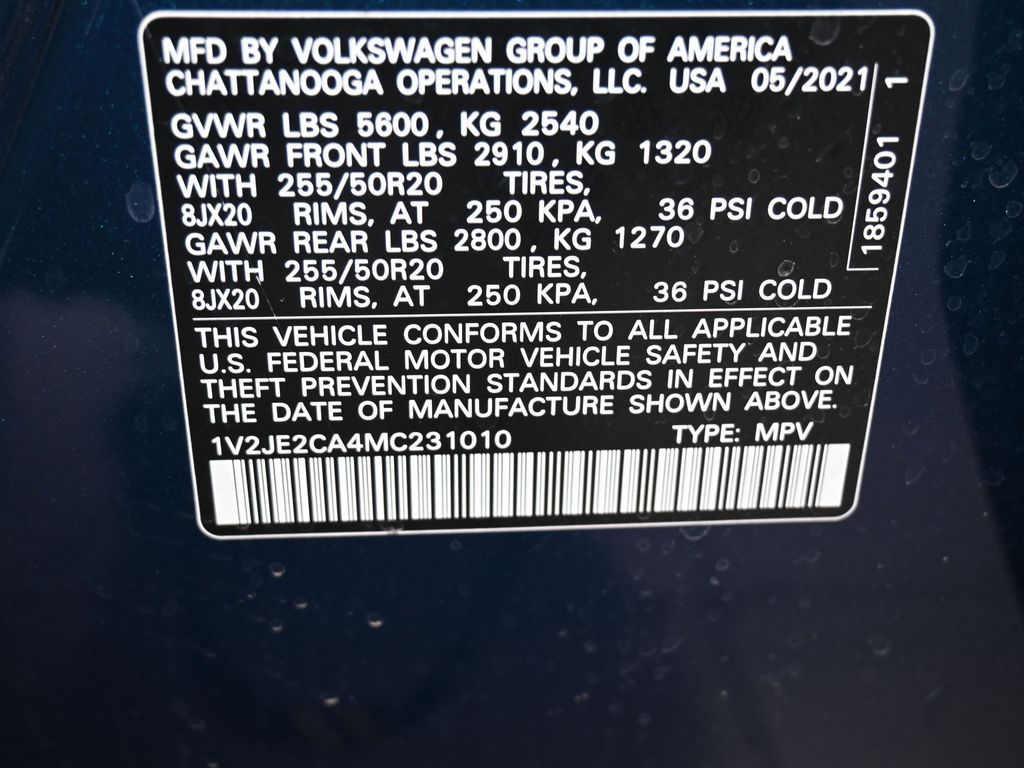 MFD BY VOLKSWAGEN GROUP OF AMERICA
CHATTANOOGA OPERATIONS, LLC. USA 05/2021
GVWR LBS 5600, KG 2540
GAWR FRONT LBS 2910, KG 1320
WITH 255/50R20 TIRES,
8JX20 RIMS, AT 250 KPA, 36 PSI COLD
GAWR REAR LBS 2800, KG 1270
WITH 255/50R20 TIRES,
8JX20 RIMS, AT 250 KPA, 36 PSI COLD
1859401 1
THIS VEHICLE CONFORMS TO ALL APPLICABLE
U.S. FEDERAL MOTOR VEHICLE SAFETY AND
THEFT PREVENTION STANDARDS IN EFFECT ON
THE DATE OF MANUFACTURE SHOWN ABOVE.
1V2JE2CA4MC231010 TYPE: MPV